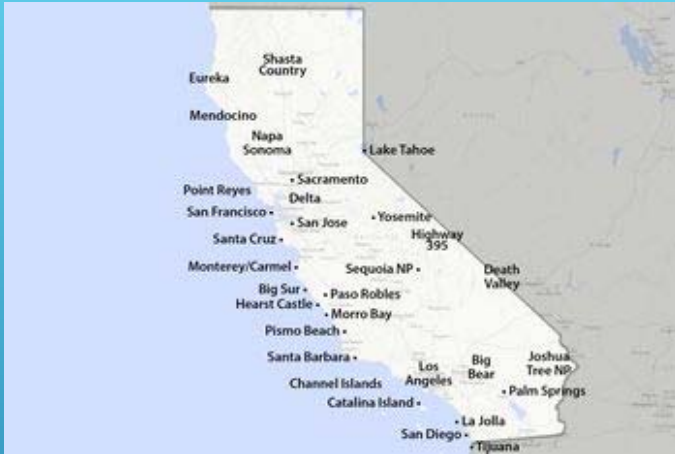 Shasta
Country
Eureka
Mendocino
Napa
Sonoma
Lake Tahoe
Sacramento
Point Reyes
Delta
San Francisco
San Jose
Yosemite
Highway
395
Santa Cruz
Monterey/Carmel
Sequoia NP
Death
Valley
Big Sur
Paso Robles
Hearst Castle
Morro Bay
Pismo Beach
Santa Barbara
Los
Angeles
Big
Bear
Joshua
Tree NP
Channel Islands
Palm Springs
Catalina Island
La Jolla
San Diego
Tijuana